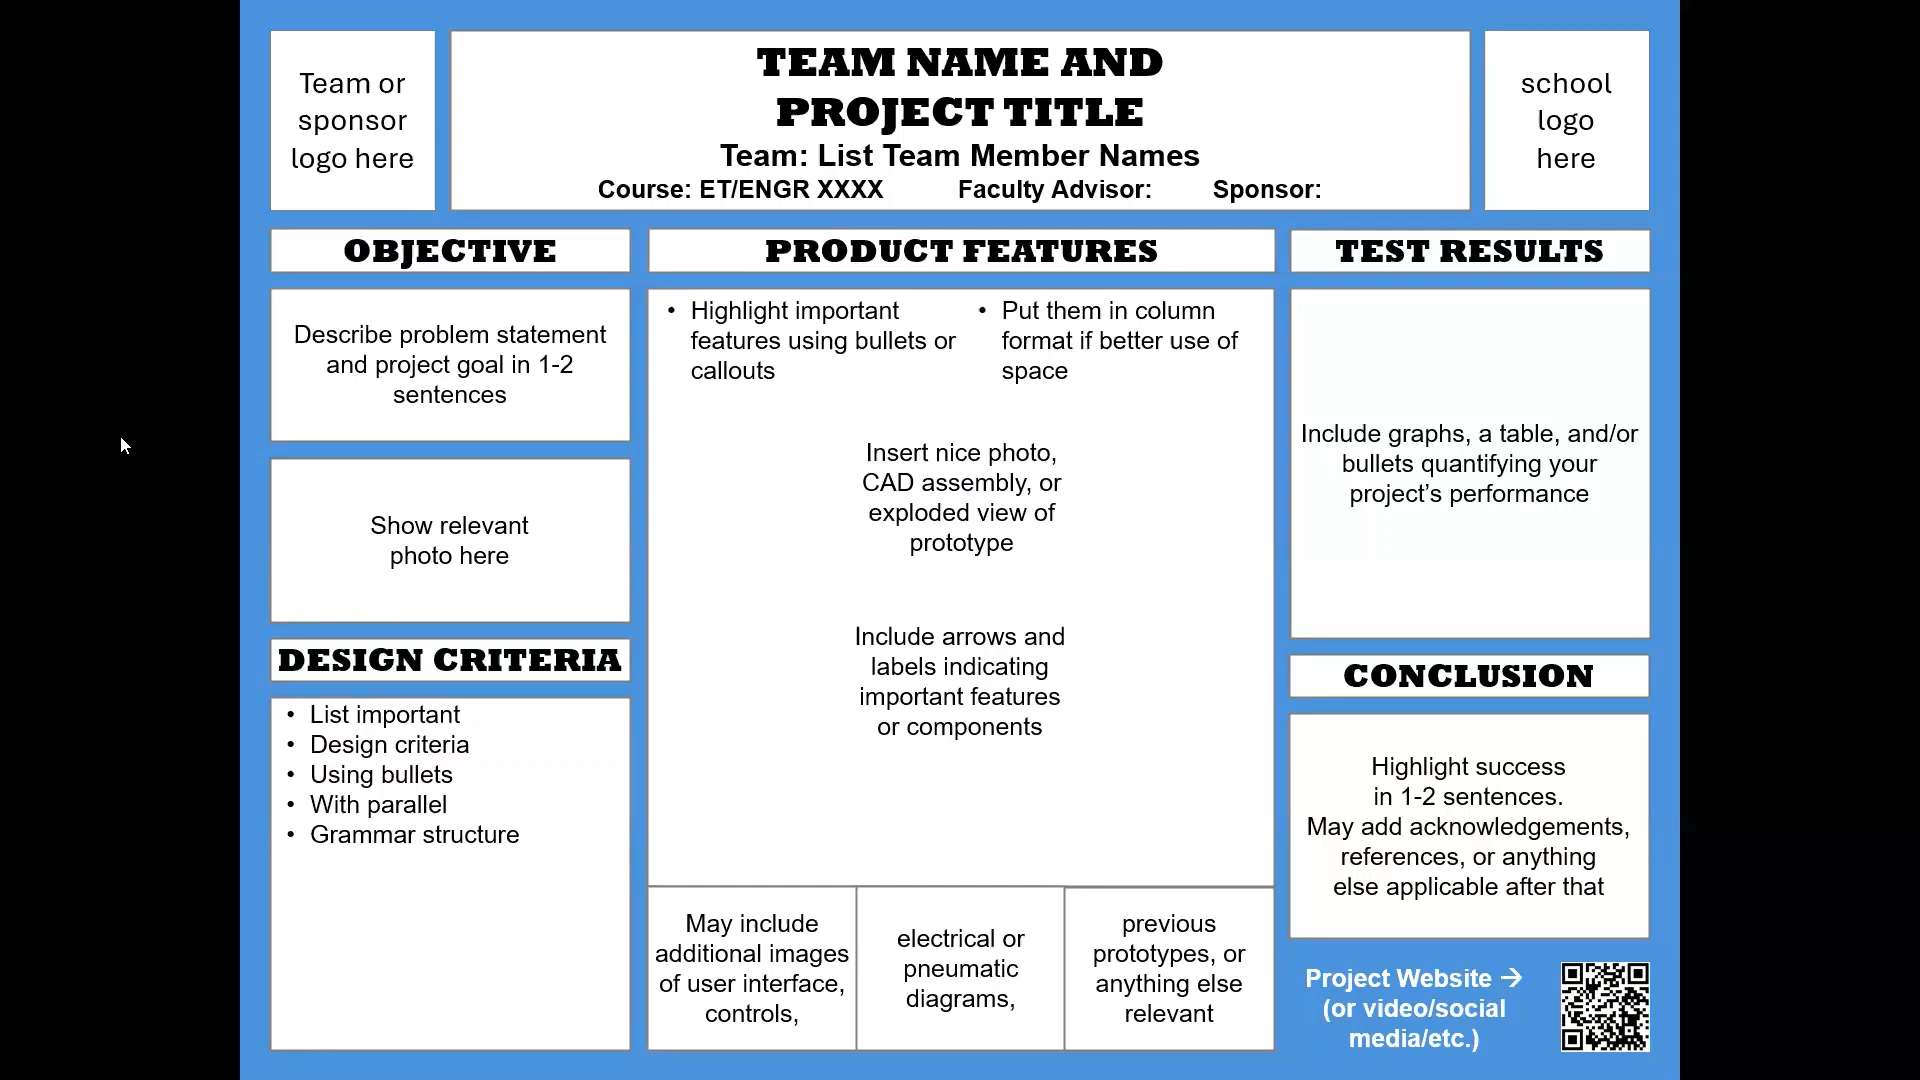 Team or
sponsor
logo here
TEAM NAME AND
PROJECT TITLE
Team: List Team Member Names
Course: ET/ENGR XXXX Faculty Advisor: Sponsor:
school
logo
here
OBJECTIVE
Describe problem statement
and project goal in 1-2
sentences
Show relevant
photo here
DESIGN CRITERIA
• List important
• Design criteria
• Using bullets
• With parallel
• Grammar structure
PRODUCT FEATURES
• Highlight important
features using bullets or
callouts
• Put them in column
format if better use of
space
Insert nice photo,
CAD assembly, or
exploded view of
prototype
Include arrows and
labels indicating
important features
or components
May include
additional images
of user interface,
controls,
electrical or
pneumatic
diagrams,
previous
prototypes, or
anything else
relevant
TEST RESULTS
Include graphs, a table, and/or
bullets quantifying your
project’s performance
CONCLUSION
Highlight success
in 1-2 sentences.
May add acknowledgements,
references, or anything
else applicable after that
Project Website →
(or video/social
media/etc.)